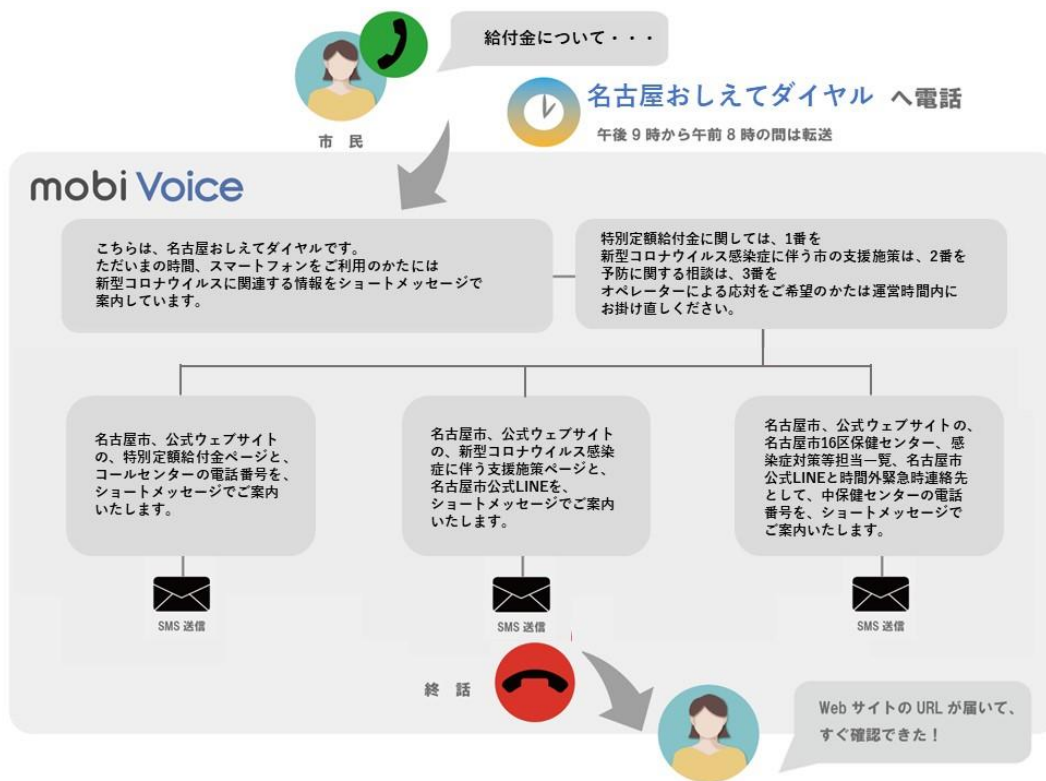 給付金について・・・
名古屋おしえてダイヤル へ電話
午後9時から午前8時の間は転送
市 民
mobi Voice
こちらは、名古屋おしえてダイヤルです。
ただいまの時間、スマートフォンをご利用のかたには
新型コロナウイルスに関連する情報をショートメッセージで
案内しています。
特別定額給付金に関しては、1番を
新型コロナウイルス感染症に伴う市の支援施策は、2番を
予防に関する相談は、3番を
オペレーターによる応対をご希望のかたは運営時間内に
お掛け直しください。
名古屋市、公式ウェブサイト
の、特別定額給付金ページと、
コールセンターの電話番号を、
ショートメッセージでご案内
いたします。
名古屋市、公式ウェブサイト
の、新型コロナウイルス感染
症に伴う支援施策ページと、
名古屋市公式LINEを、
ショートメッセージでご案内
いたします。
名古屋市、公式ウェブサイトの、
名古屋市16区保健センター、感
染症対策等担当一覧、名古屋市
公式LINEと時間外緊急時連絡先
として、中保健センターの電話
番号を、ショートメッセージで
ご案内いたします。
SMS 送信
SMS 送信
SMS 送信
終 話
Web サイトの URL が届いて、
すぐ確認できた！